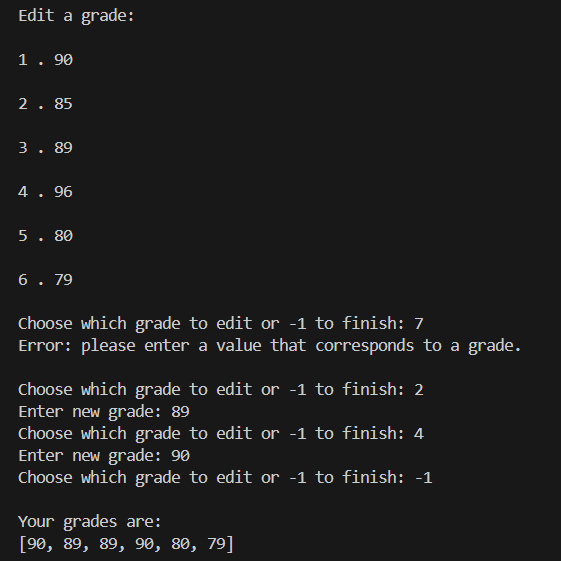 Edit a grade:
1 . 90
2 . 85
3 . 89
4 . 96
5 . 80
6 . 79
Choose which grade to edit or -1 to finish: 7
Error: please enter a value that corresponds to a grade.
Choose which grade to edit or -1 to finish: 2
Enter new grade: 89
Choose which grade to edit or -1 to finish: 4
Enter new grade: 90
Choose which grade to edit or -1 to finish: -1
Your grades are:
[90, 89, 89, 90, 80, 79]